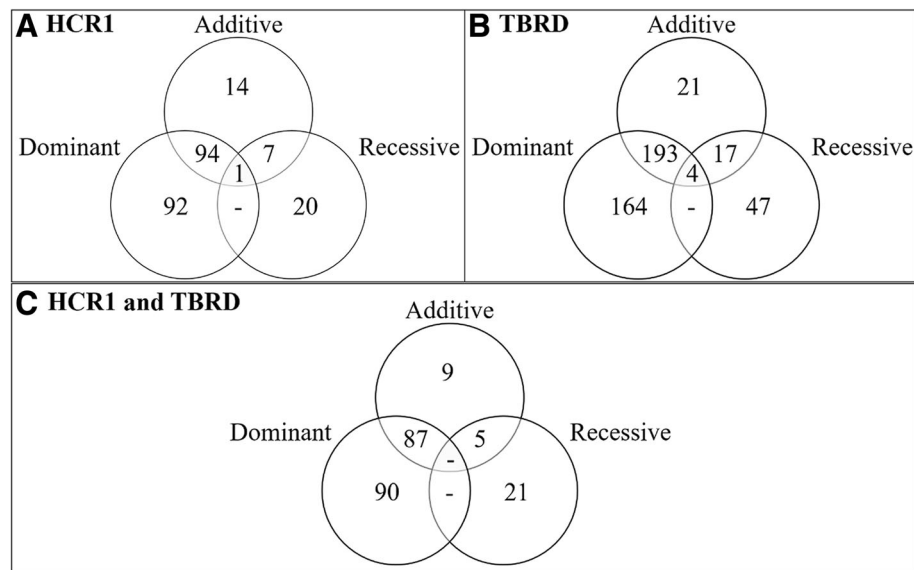 A HCR1
Additive
14
Dominant
94
7
Recessive
1
92
-
20
B TBRD
Additive
21
Dominant
193
17
Recessive
4
164
-
47
C HCR1 and TBRD
Additive
9
Dominant
87
5
Recessive
-
90
-
21